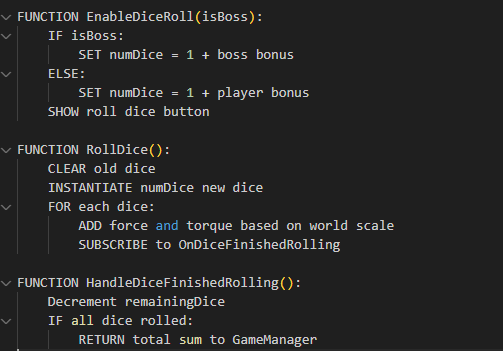 FUNCTION EnableDiceRoll(isBoss):
IF isBoss:
SET numDice = 1 + boss bonus
ELSE:
SET numDice = 1 + player bonus
SHOW roll dice button
FUNCTION RollDice():
CLEAR old dice
INSTANTIATE numDice new dice
FOR each dice:
ADD force and torque based on world scale
SUBSCRIBE to OnDiceFinishedRolling
FUNCTION HandleDiceFinishedRolling():
Decrement remainingDice
IF all dice rolled:
RETURN total sum to GameManager